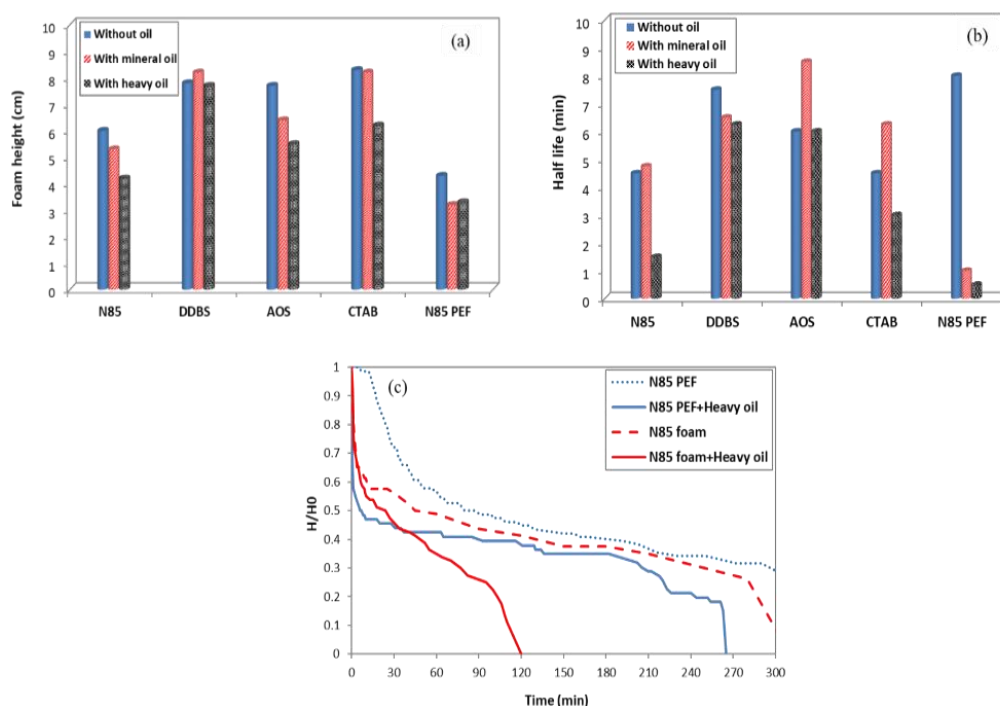 (a)
Without oil
With mineral oil
With heavy oil
Foam height (cm)
10
9
8
7
6
5
4
3
2
1
0
N85 DDBS AOS CTAB N85 PEF
(b)
Without oil
With mineral oil
With heavy oil
Half life (min)
10
9
8
7
6
5
4
3
2
1
0
N85 DDBS AOS CTAB N85 PEF
(c)
N85 PEF
N85 PEF+Heavy oil
N85 foam
N85 foam+Heavy oil
H/H0
1
0.9
0.8
0.7
0.6
0.5
0.4
0.3
0.2
0.1
0
0 30 60 90 120 150 180 210 240 270 300
Time (min)